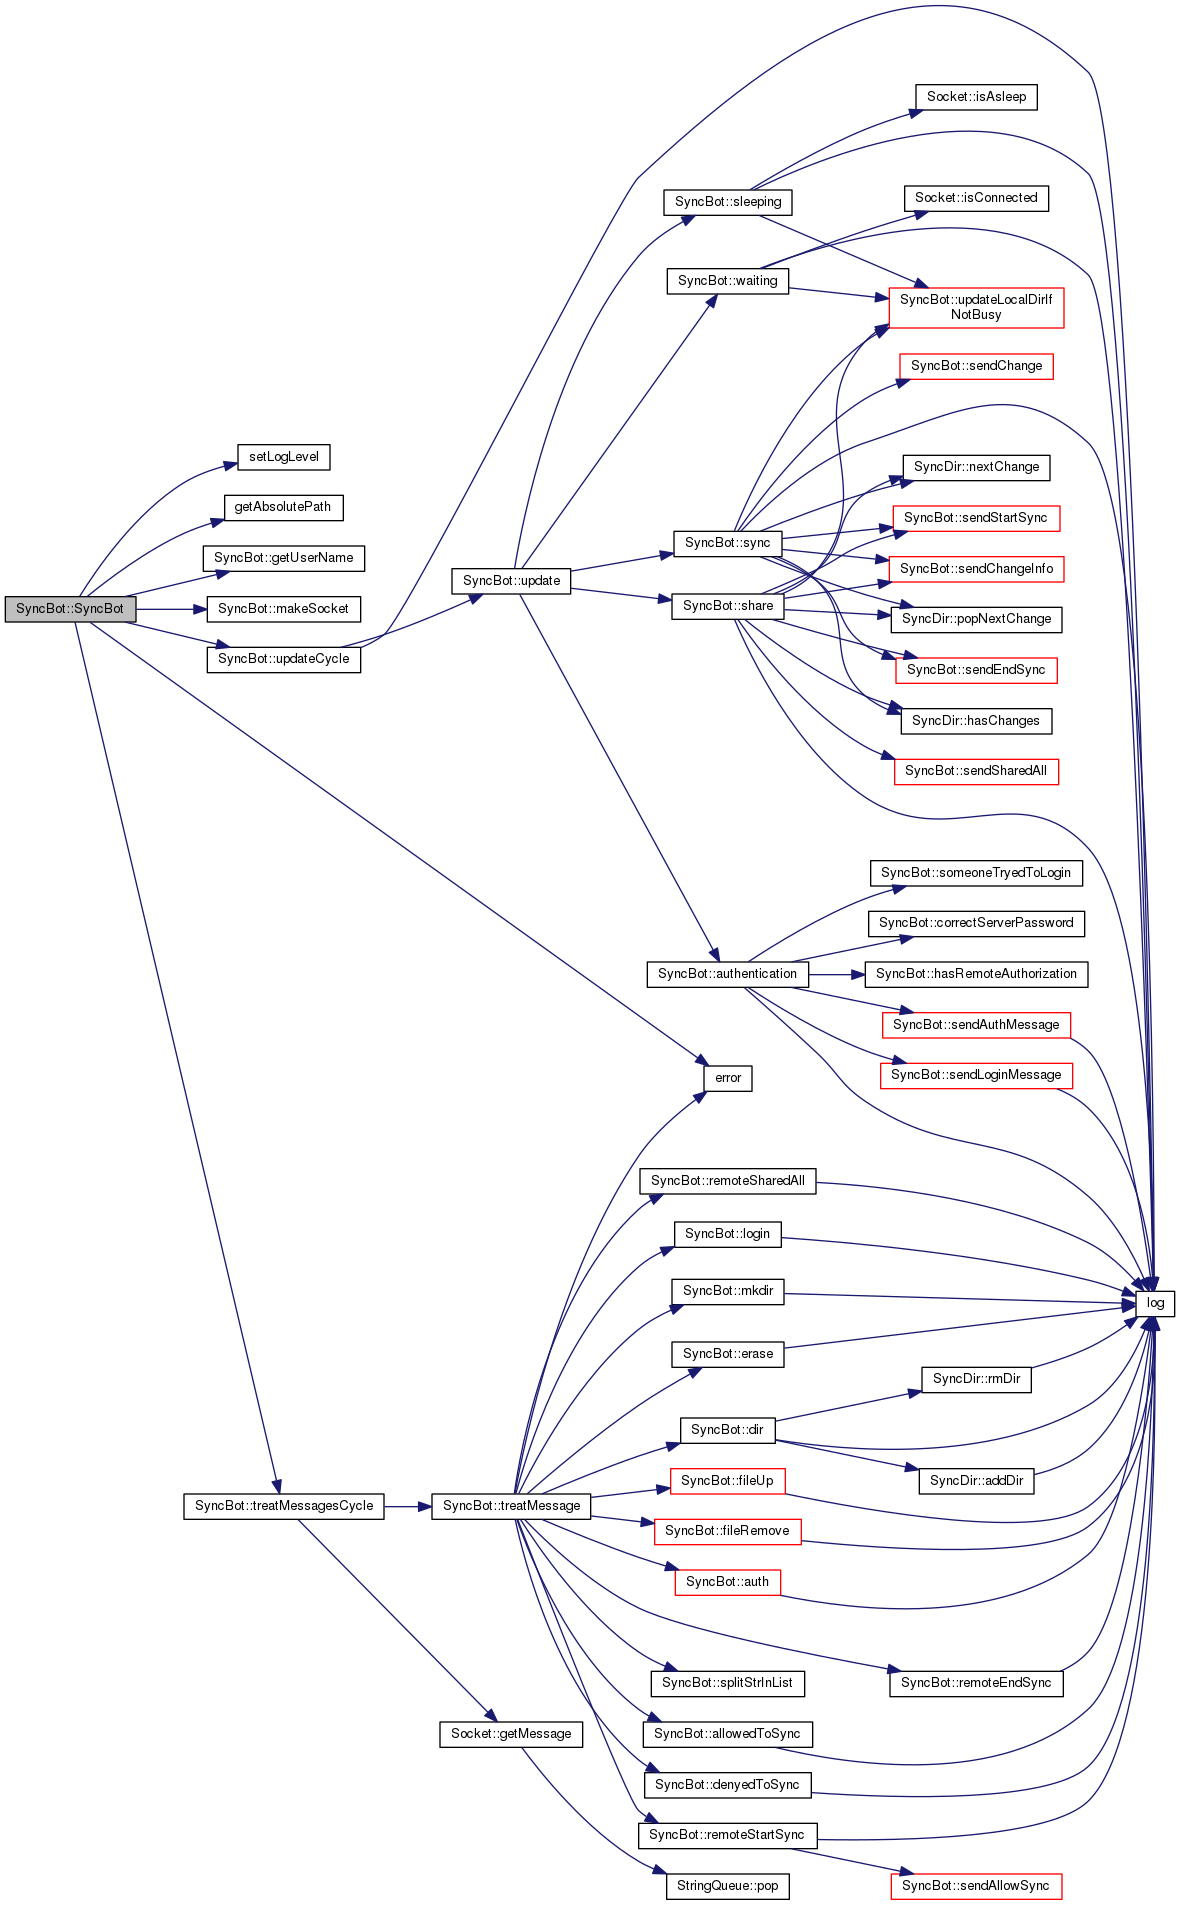 Socket::isAsleep
SyncBot::sleeping
Socket::isConnected
SyncBot::waiting
SyncBot::updateLocalDirIf
NotBusy
SyncBot::sendChange
setLogLevel
SyncDir::nextChange
getAbsolutePath
SyncBot::sendStartSync
SyncBot::sync
SyncBot::getUserName
SyncBot::sendChangeInfo
SyncBot::update
SyncBot::SyncBot
SyncBot::makeSocket
SyncBot::share
SyncDir::popNextChange
SyncBot::updateCycle
SyncBot::sendEndSync
SyncDir::hasChanges
SyncBot::sendSharedAll
SyncBot::someoneTryedToLogin
SyncBot::correctServerPassword
SyncBot::authentication
SyncBot::hasRemoteAuthorization
SyncBot::sendAuthMessage
error
SyncBot::sendLoginMessage
SyncBot::remoteSharedAll
SyncBot::login
SyncBot::mkdir
log
SyncBot::erase
SyncDir::rmDir
SyncBot::dir
SyncBot::fileUp
SyncDir::addDir
SyncBot::treatMessagesCycle
SyncBot::treatMessage
SyncBot::fileRemove
SyncBot::auth
SyncBot::splitStrInList
SyncBot::remoteEndSync
Socket::getMessage
SyncBot::allowedToSync
SyncBot::denyedToSync
SyncBot::remoteStartSync
StringQueue::pop
SyncBot::sendAllowSync